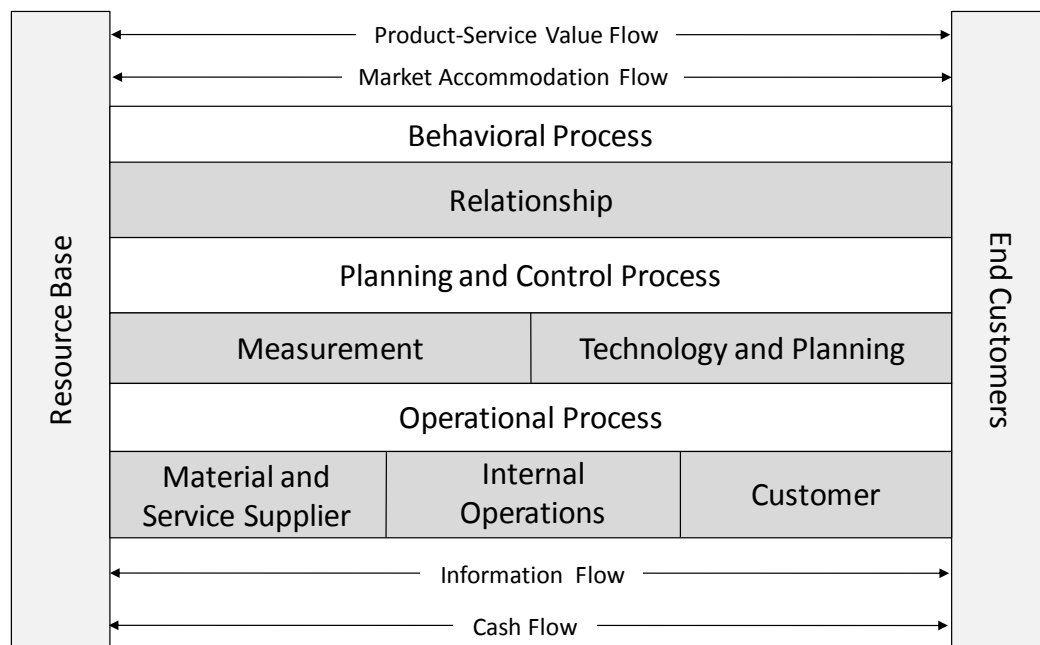 Product-Service Value Flow
Market Accommodation Flow
Behavioral Process
Relationship
Planning and Control Process
Measurement
Technology and Planning
Operational Process
Material and
Service Supplier
Internal
Operations
Customer
Information Flow
Cash Flow
Resource Base
End Customers